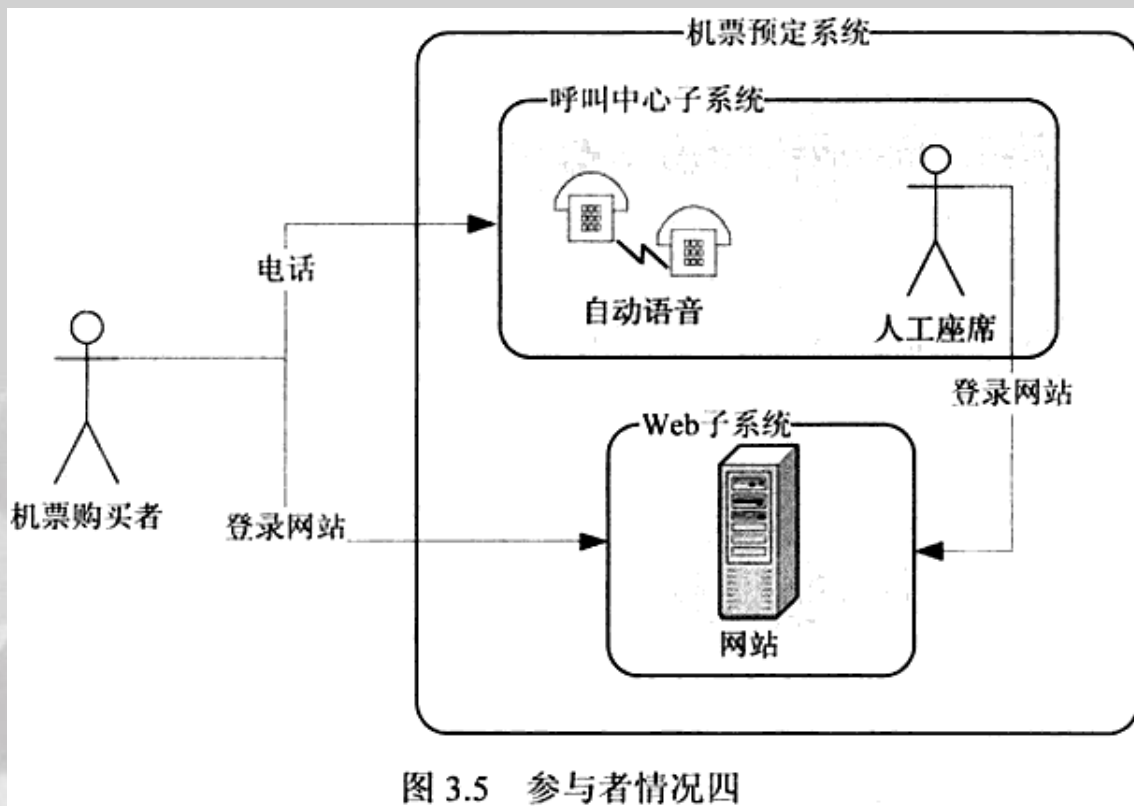 机票预定系统
呼叫中心子系统
电话
自动语音
人工座席
登录网站
Web子系统
机票购买者
登录网站
网站
图 3.5 参与者情况四